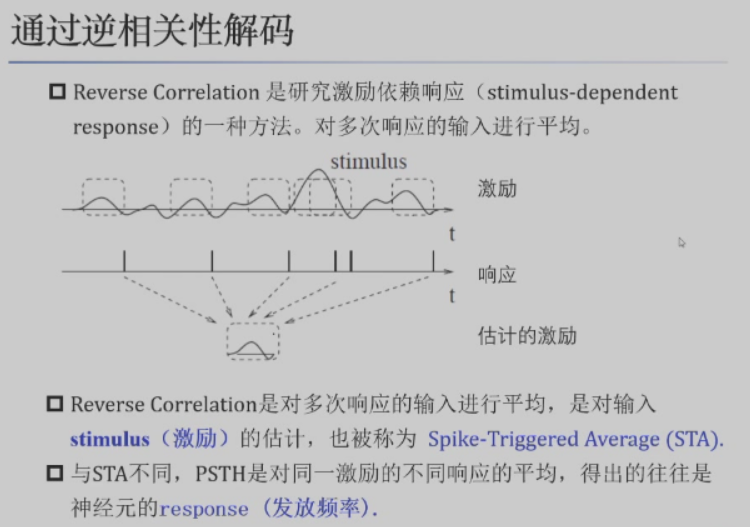 通过逆相关性解码
Reverse Correlation 是研究激励依赖响应（stimulus-dependent
response）的一种方法。对多次响应的输入进行平均。
stimulus
激励
t
响应
t
估计的激励
Reverse Correlation是对多次响应的输入进行平均，是对输入
stimulus（激励）的估计，也被称为 Spike-Triggered Average (STA).
与STA不同，PSTH是对同一激励的不同响应的平均，得出的往往是
神经元的response（发放频率）.